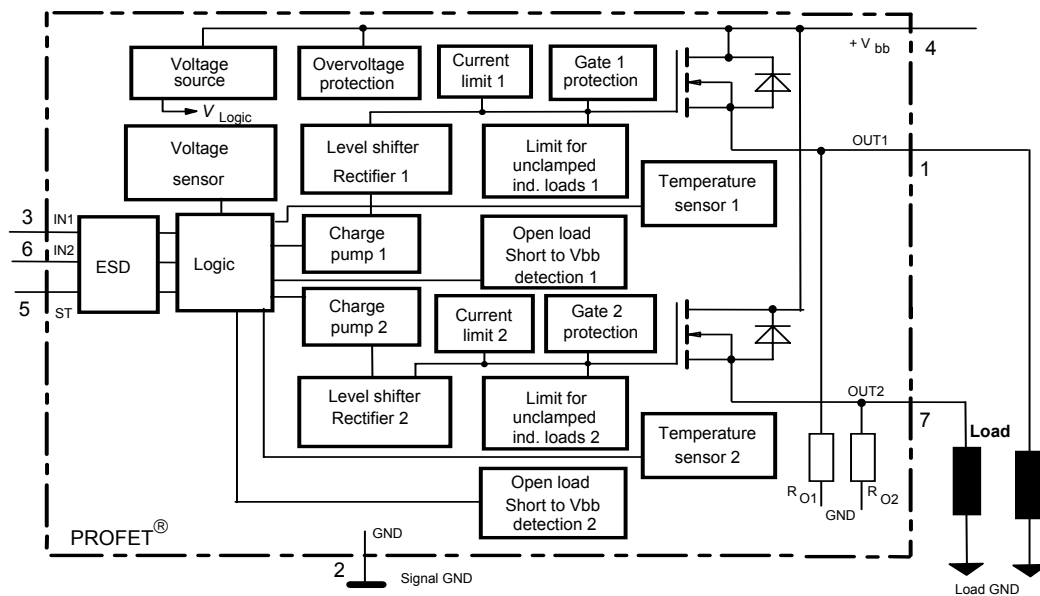 + V bb
4
Voltage
source
Overvoltage
protection
Current
limit 1
Gate 1
protection
V Logic
Voltage
sensor
Level shifter
Rectifier 1
Limit for
unclamped
ind. loads 1
OUT1
1
Temperature
sensor 1
3
IN1
6
IN2
5
ST
ESD
Logic
Charge
pump 1
Open load
Short to Vbb
detection 1
Charge
pump 2
Current
limit 2
Gate 2
protection
Level shifter
Rectifier 2
Limit for
unclamped
ind. loads 2
OUT2
7
Load
Temperature
sensor 2
R O1
R O2
GND
Open load
Short to Vbb
detection 2
PROFET®
GND
2
Signal GND
Load GND